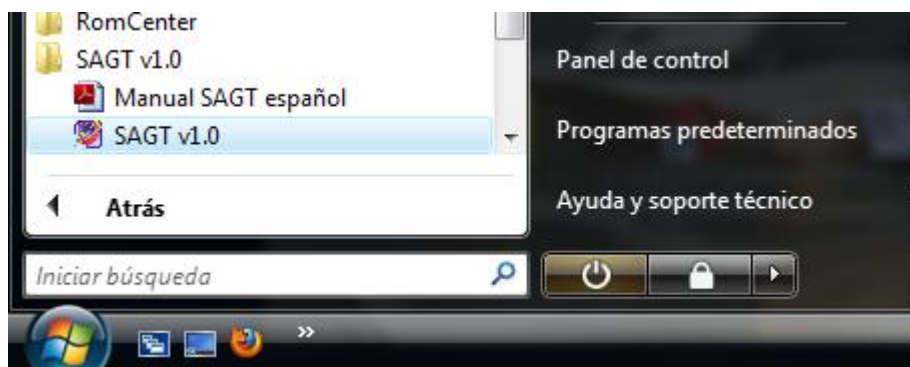 RomCenter
SAGT v1.0
Manual SAGT español
SAGT v1.0
Atrás
Iniciar búsqueda
Panel de control
Programas predeterminados
Ayuda y soporte técnico